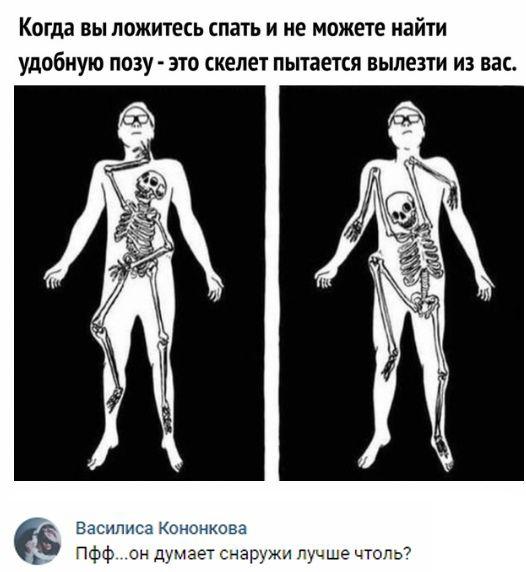 Когда вы ложитесь спать и не можете найти
удобную позу - это скелет пытается вылезти из вас.
Василиса Кононкова
Пфф...он думает снаружи лучше чтоль?